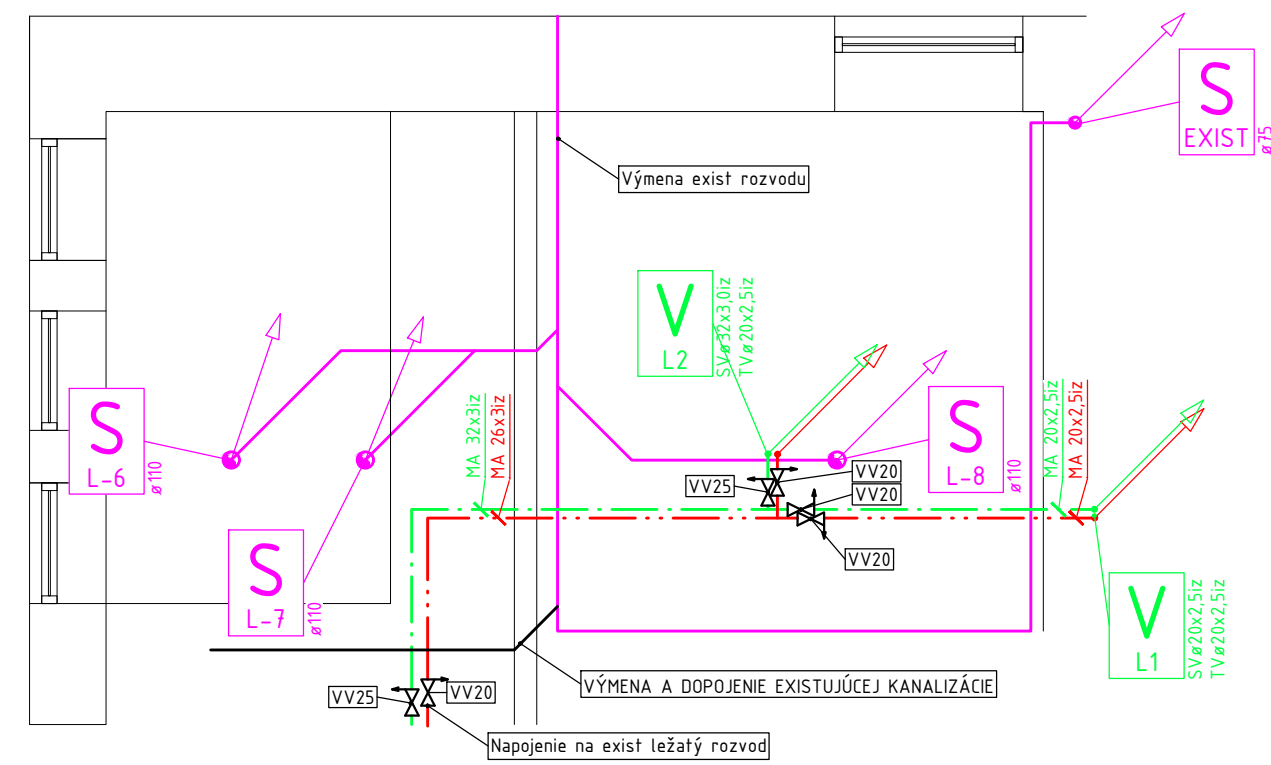 S
EXIST
ø75
Výmena exist rozvodu
V
L2
SVø32x3,0iz
TVø20x2,5iz
S
L-6
ø110
MA 32x3iz
MA 26x3iz
S
L-8
ø110
MA 20x2,5iz
MA 20x2,5iz
VV20
VV25
VV20
VV20
S
L-7
ø110
V
L1
SVø20x2,5iz
TVø20x2,5iz
VÝMENA A DOPOJENIE EXISTUJÚCEJ KANALIZÁCIE
VV25
VV20
Napojenie na exist ležatý rozvod